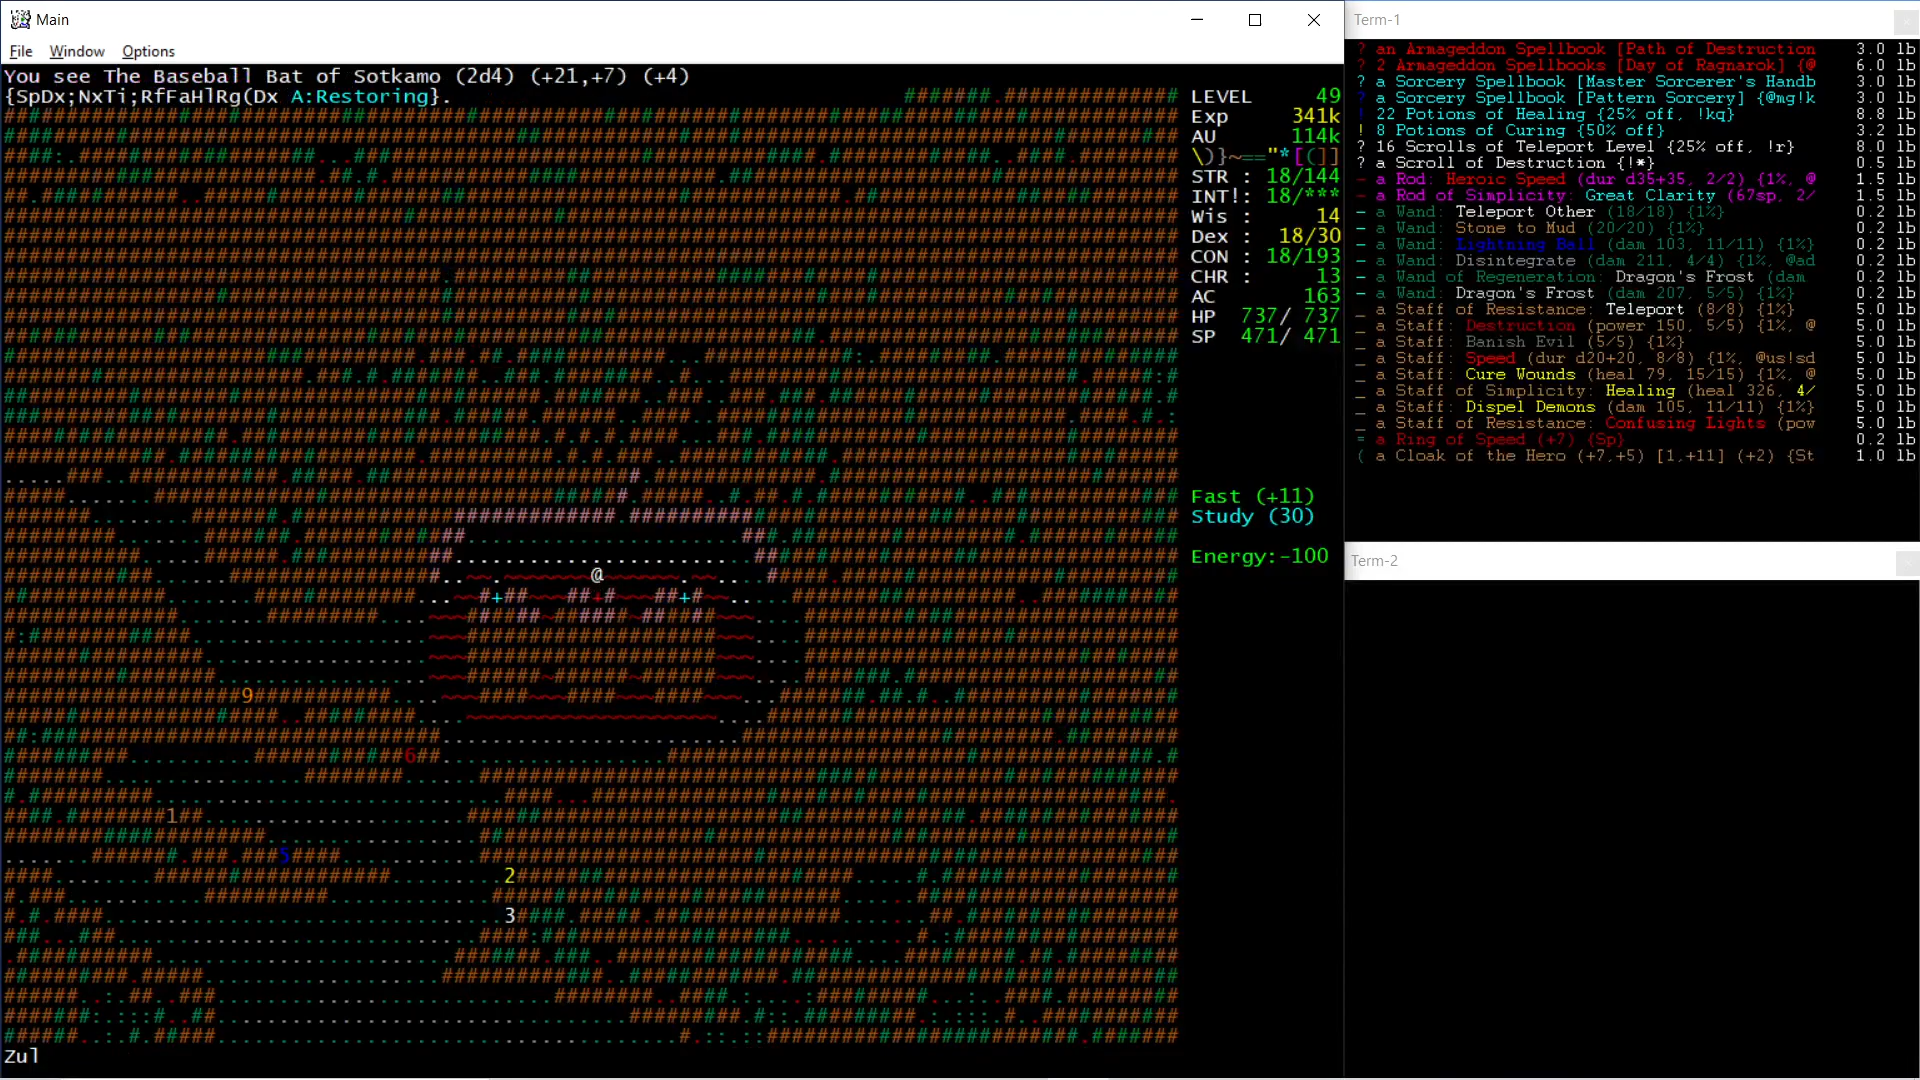 Main
File Window Options
You see The Baseball Bat of Sotkamo (2d4) (+21,+7) (+4)
{SpDx;NxTi;RfFaHlRg(Dx A:Restoring}.
LEVEL 49
Exp 341k
AU 114k
\)}~=="*[(]]
STR : 18/144
INT!: 18/***
Wis : 14
Dex : 18/30
CON : 18/193
CHR : 13
AC 163
HP 737/ 737
SP 471/ 471
Fast (+11)
Study (30)
Energy:-100
Zul
Term-1
? an Armageddon Spellbook [Path of Destruction 3.0 lb
? 2 Armageddon Spellbooks [Day of Ragnarok] {@ 6.0 lb
? a Sorcery Spellbook [Master Sorcerer's Handb 3.0 lb
? a Sorcery Spellbook [Pattern Sorcery] {@mg!k 3.0 lb
! 22 Potions of Healing {25% off, !kq} 8.8 lb
! 8 Potions of Curing {50% off} 3.2 lb
? 16 Scrolls of Teleport Level {25% off, !r} 8.0 lb
? a Scroll of Destruction {!*} 0.5 lb
- a Rod: Heroic Speed (dur d35+35, 2/2) {1%, @ 1.5 lb
- a Rod of Simplicity: Great Clarity (67sp, 2/ 1.5 lb
- a Wand: Teleport Other (18/18) {1%} 0.2 lb
- a Wand: Stone to Mud (20/20) {1%} 0.2 lb
- a Wand: Lightning Ball (dam 103, 11/11) {1%} 0.2 lb
- a Wand: Disintegrate (dam 211, 4/4) {1%, @ad 0.2 lb
- a Wand of Regeneration: Dragon's Frost (dam 0.2 lb
- a Wand: Dragon's Frost (dam 207, 5/5) {1%} 0.2 lb
_ a Staff of Resistance: Teleport (8/8) {1%} 5.0 lb
_ a Staff: Destruction (power 150, 5/5) {1%, @ 5.0 lb
_ a Staff: Banish Evil (5/5) {1%} 5.0 lb
_ a Staff: Speed (dur d20+20, 8/8) {1%, @us!sd 5.0 lb
_ a Staff: Cure Wounds (heal 79, 15/15) {1%, @ 5.0 lb
_ a Staff of Simplicity: Healing (heal 326, 4/ 5.0 lb
_ a Staff: Dispel Demons (dam 105, 11/11) {1%} 5.0 lb
_ a Staff of Resistance: Confusing Lights (pow 5.0 lb
= a Ring of Speed (+7) {Sp} 0.2 lb
( a Cloak of the Hero (+7,+5) [1,+11] (+2) {St 1.0 lb
Term-2